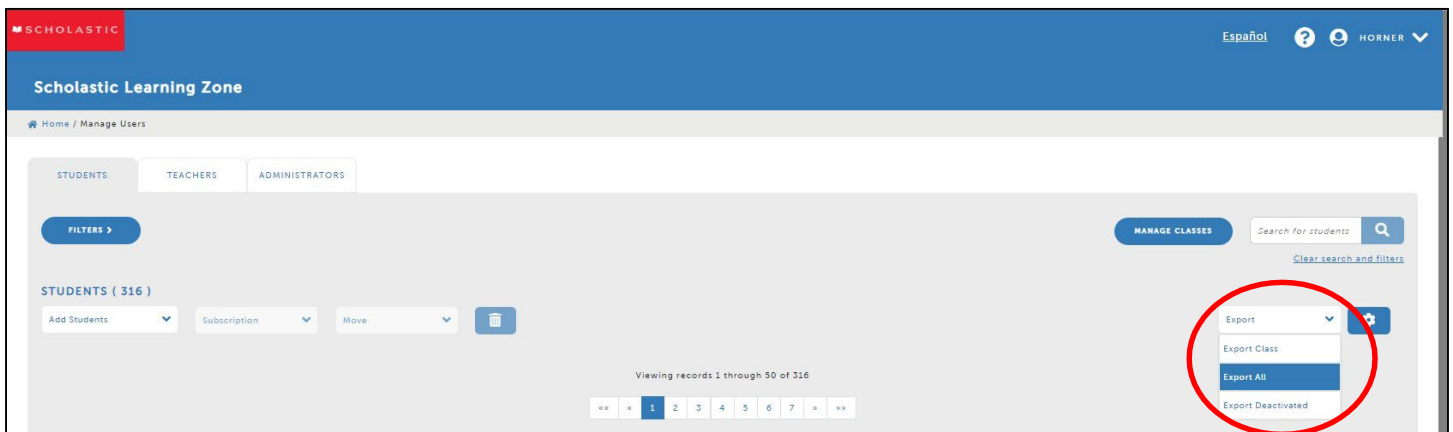 SCHOLASTIC
Español ? HORNER
Scholastic Learning Zone
Home / Manage Users
STUDENTS TEACHERS ADMINISTRATORS
FILTERS >
MANAGE CLASSES Search for students
Clear search and filters
STUDENTS ( 316 )
Add Students Subscription Move Export
Export Class
Export All
Export Deactivated
Viewing records 1 through 50 of 316
«« « 1 2 3 4 5 6 7 » »»